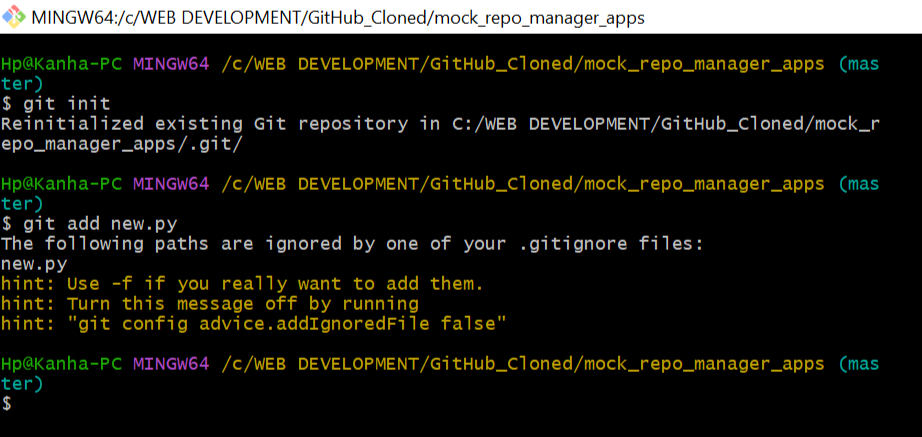 MINGW64:/c/WEB DEVELOPMENT/GitHub_Cloned/mock_repo_manager_apps
Hp@Kanha-PC MINGW64 /c/WEB DEVELOPMENT/GitHub_Cloned/mock_repo_manager_apps (mas
ter)
$ git init
Reinitialized existing Git repository in C:/WEB DEVELOPMENT/GitHub_Cloned/mock_r
epo_manager_apps/.git/
Hp@Kanha-PC MINGW64 /c/WEB DEVELOPMENT/GitHub_Cloned/mock_repo_manager_apps (mas
ter)
$ git add new.py
The following paths are ignored by one of your .gitignore files:
new.py
hint: Use -f if you really want to add them.
hint: Turn this message off by running
hint: "git config advice.addIgnoredFile false"
Hp@Kanha-PC MINGW64 /c/WEB DEVELOPMENT/GitHub_Cloned/mock_repo_manager_apps (mas
ter)
$